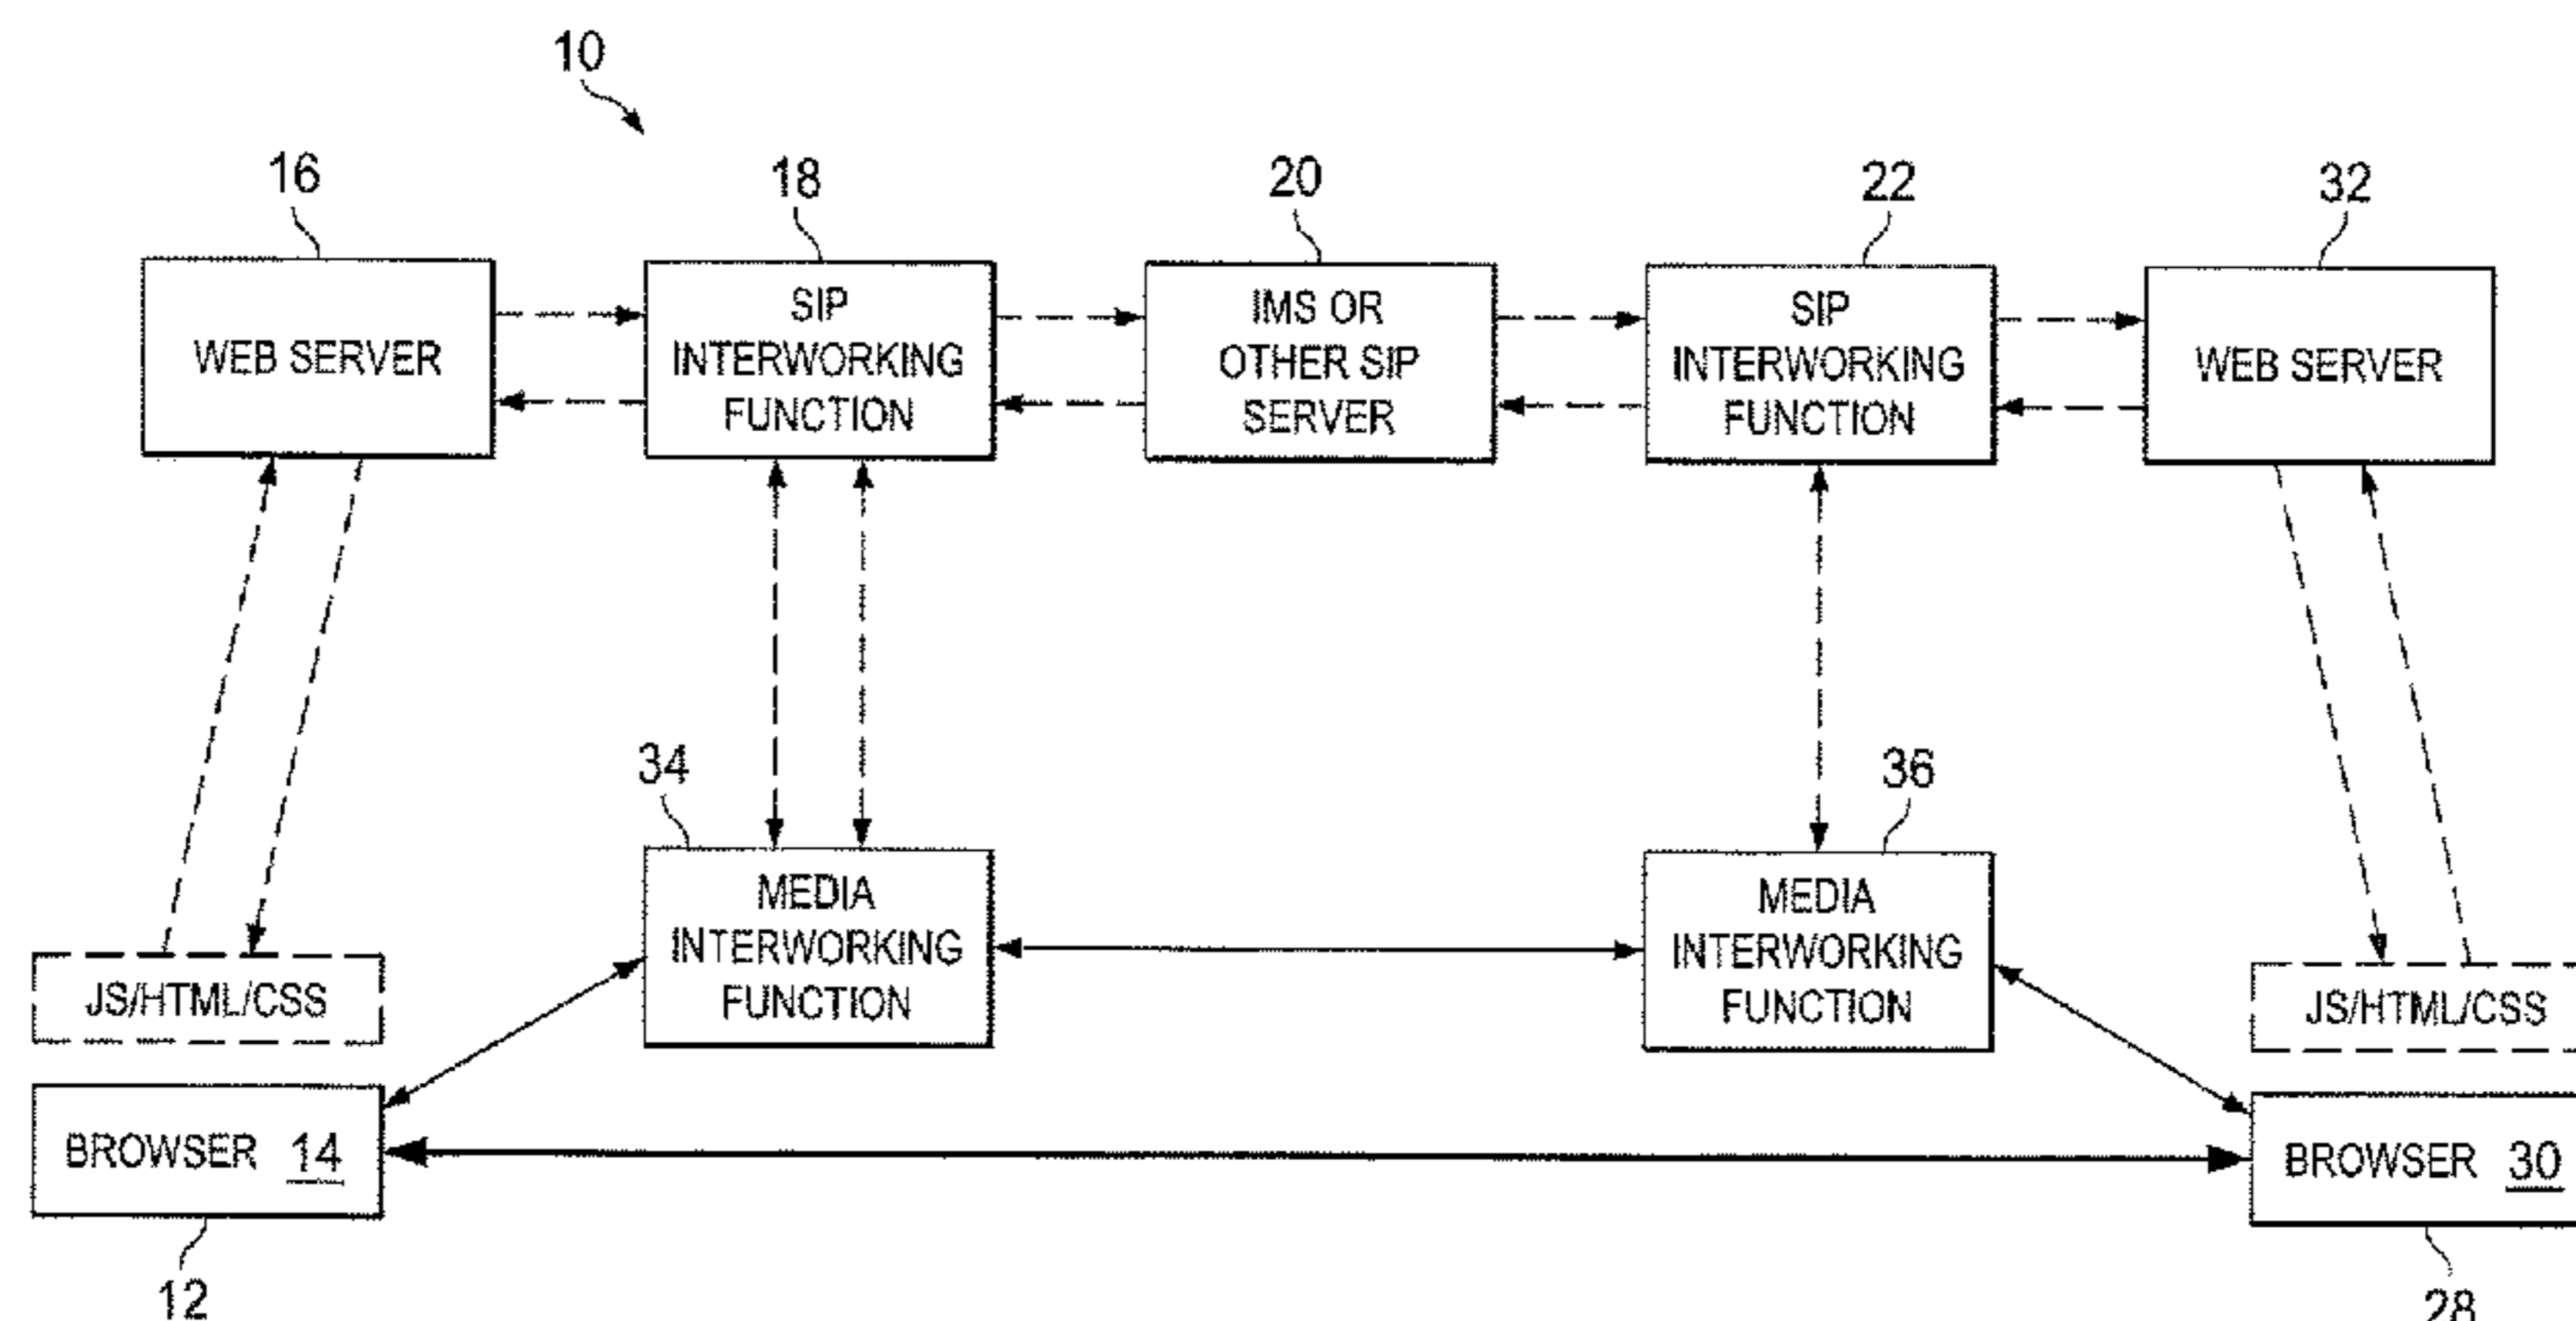 10
16
18
20
22
32
WEB SERVER
SIP
INTERWORKING
FUNCTION
IMS OR
OTHER SIP
SERVER
SIP
INTERWORKING
FUNCTION
WEB SERVER
34
36
MEDIA
INTERWORKING
FUNCTION
MEDIA
INTERWORKING
FUNCTION
JS/HTML/CSS
JS/HTML/CSS
BROWSER 14
BROWSER 30
12
28